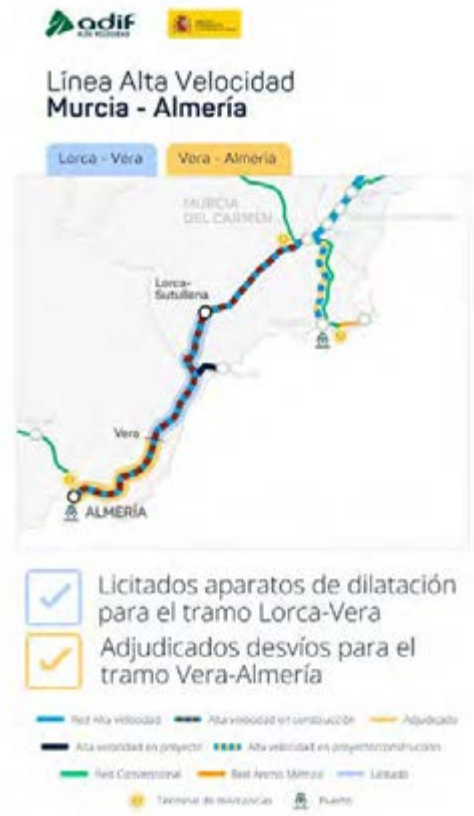 adif
ALTA VELOCIDAD
Línea Alta Velocidad
Murcia - Almería
Lorca - Vera
Vera - Almería
MURCIA
DEL CARMEN
Lorca-
Sutullena
Vera
ALMERÍA
Licitados aparatos de dilatación
para el tramo Lorca-Vera
Adjudicados desvíos para el
tramo Vera-Almería
Red Alta Velocidad
Alta velocidad en construcción
Adjudicado
Alta velocidad en proyecto
Alta velocidad en proyecto/construcción
Red Convencional
Red Ancho Métrico
Licitado
Terminal de mercancías
Puerto